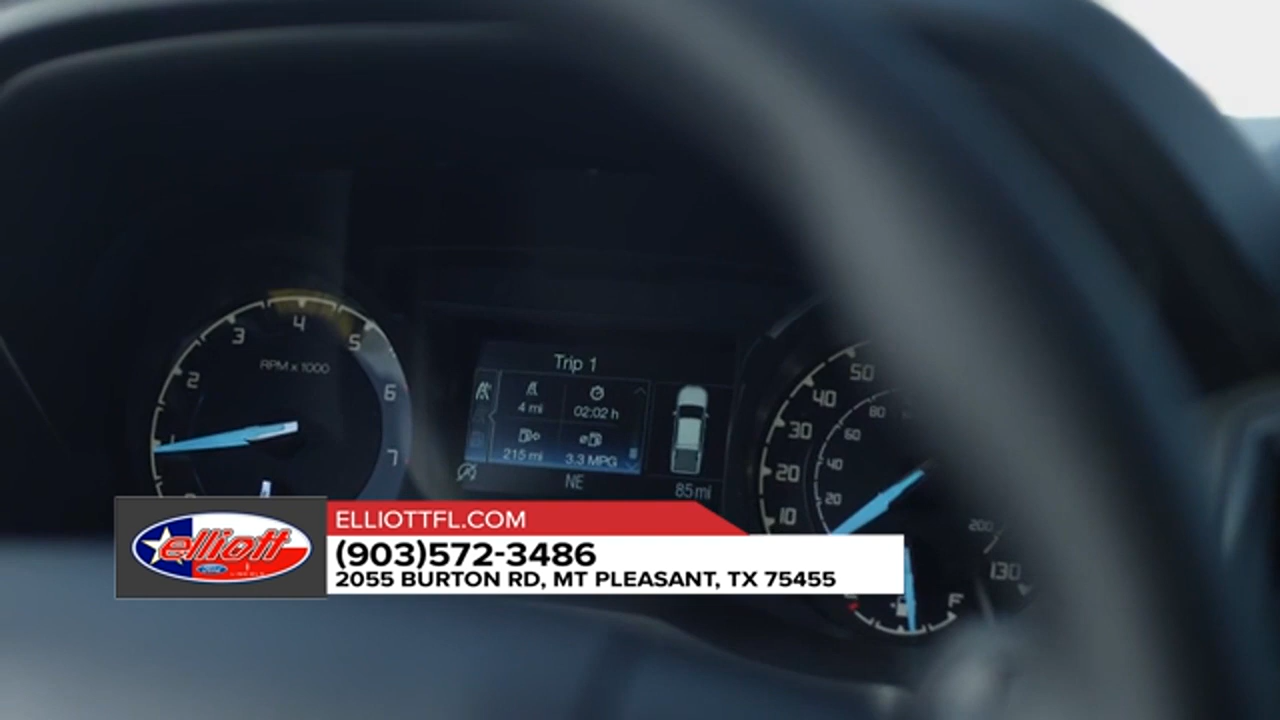 4
3
5
RPM x 1000
2
6
1
7
Trip 1
4 mi
02:02 h
215 mi
3.3 MPG
NE
85 mi
50
40
80
30
60
20
40
20
10
200
130
F
elliott
ELLIOTTFL.COM
(903)572-3486
2055 BURTON RD, MT PLEASANT, TX 75455